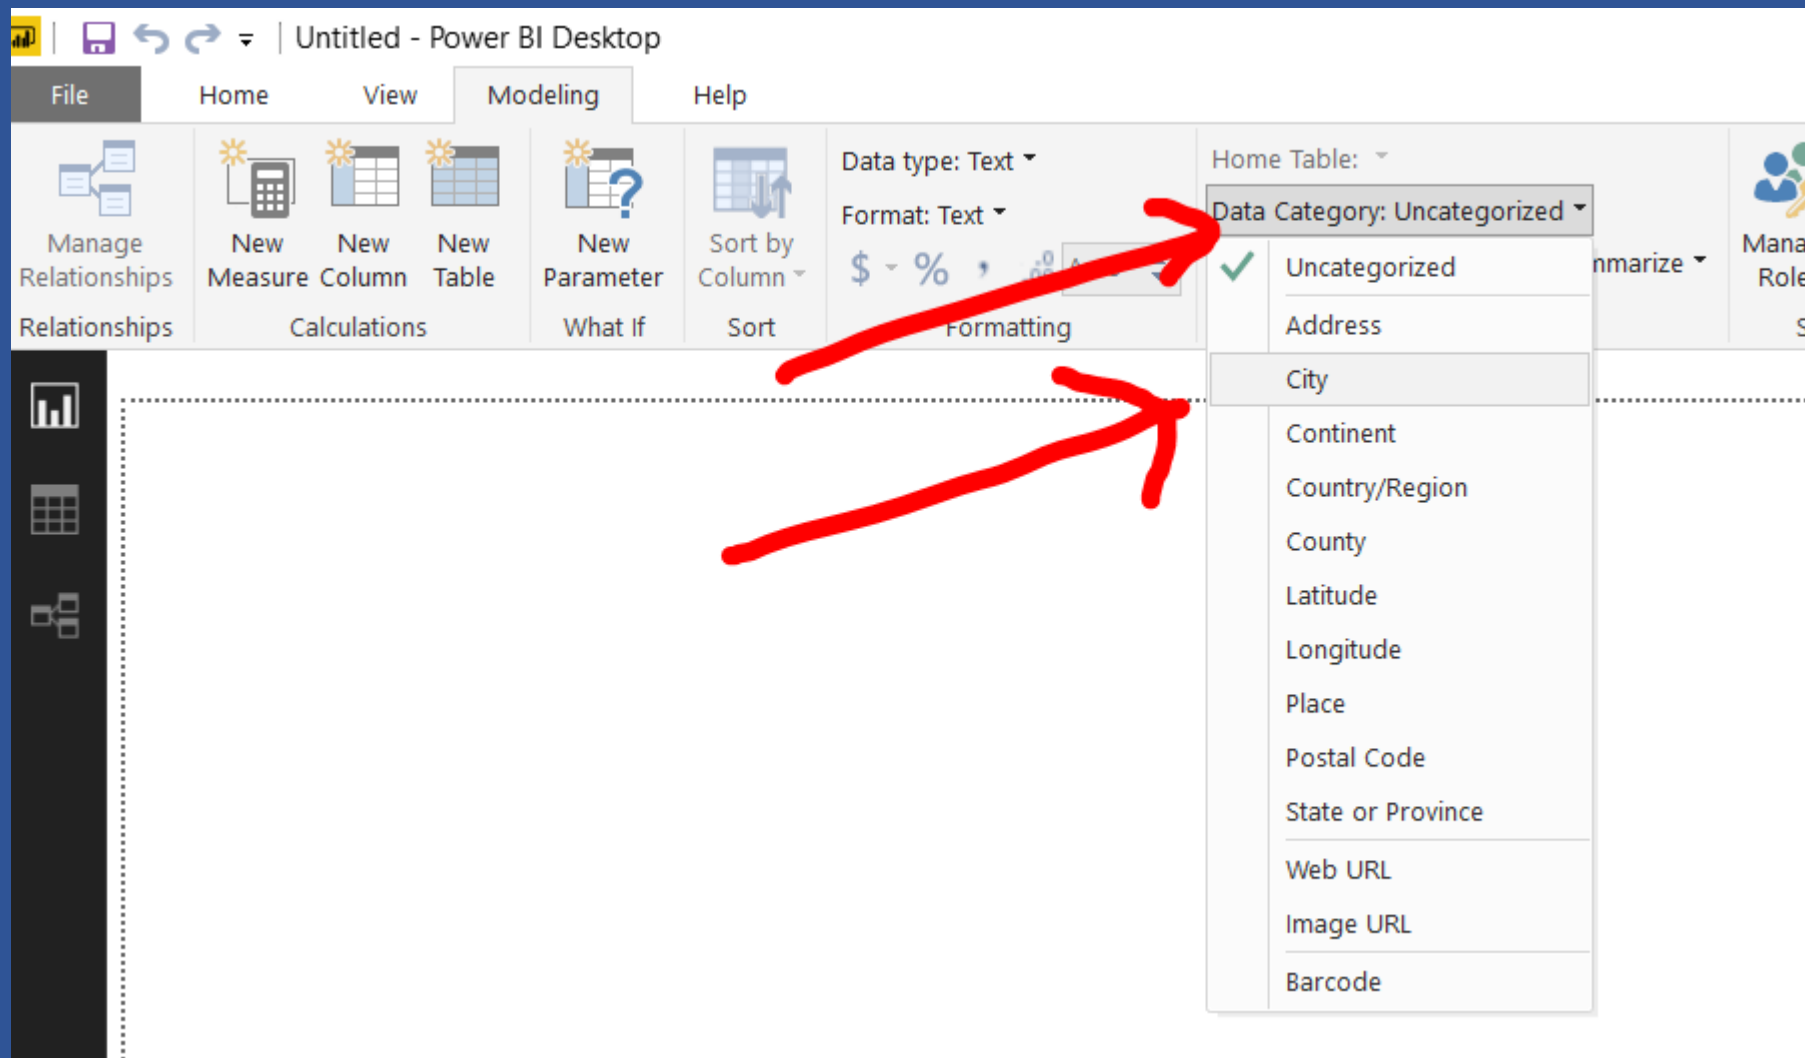 Untitled - Power BI Desktop
File Home View Modeling Help
Manage Relationships
New Measure
New Column
New Table
New Parameter
Sort by Column
Data type: Text
Format: Text
$ % ,
Home Table:
Data Category: Uncategorized
Relationships
Calculations
What If
Sort
Formatting
Uncategorized
Address
City
Continent
Country/Region
County
Latitude
Longitude
Place
Postal Code
State or Province
Web URL
Image URL
Barcode